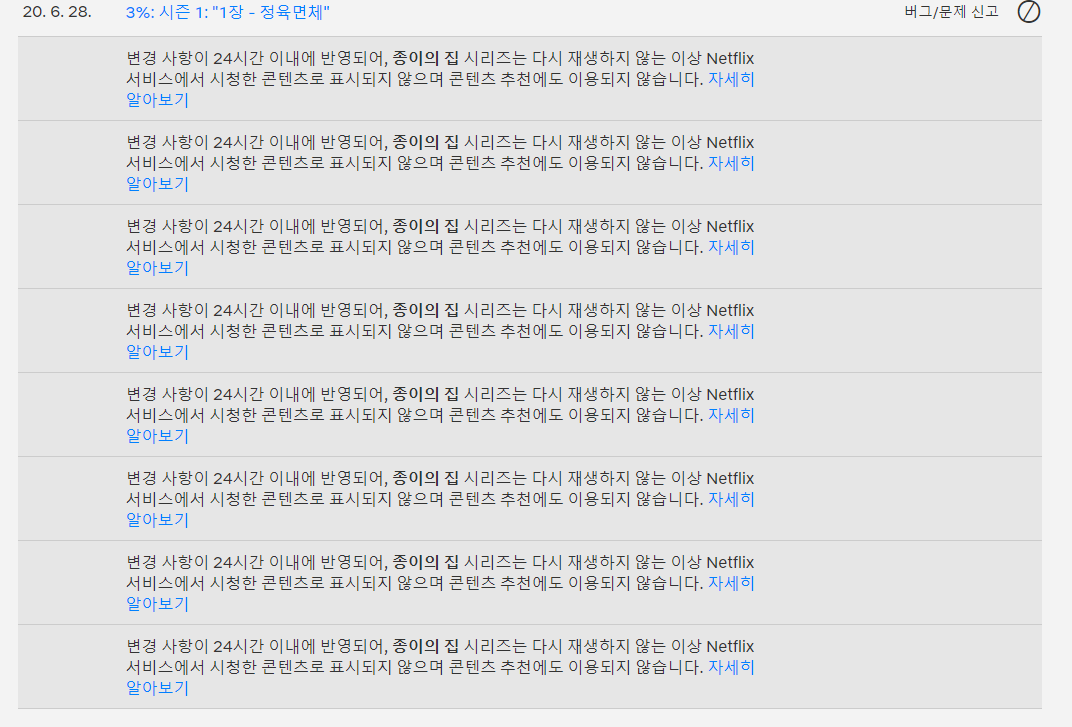 20. 6. 28. 3%: 시즌 1: "1장 - 정육면체" 버그/문제 신고
변경 사항이 24시간 이내에 반영되어, 종이의 집 시리즈는 다시 재생하지 않는 이상 Netflix
서비스에서 시청한 콘텐츠로 표시되지 않으며 콘텐츠 추천에도 이용되지 않습니다. 자세히
알아보기
변경 사항이 24시간 이내에 반영되어, 종이의 집 시리즈는 다시 재생하지 않는 이상 Netflix
서비스에서 시청한 콘텐츠로 표시되지 않으며 콘텐츠 추천에도 이용되지 않습니다. 자세히
알아보기
변경 사항이 24시간 이내에 반영되어, 종이의 집 시리즈는 다시 재생하지 않는 이상 Netflix
서비스에서 시청한 콘텐츠로 표시되지 않으며 콘텐츠 추천에도 이용되지 않습니다. 자세히
알아보기
변경 사항이 24시간 이내에 반영되어, 종이의 집 시리즈는 다시 재생하지 않는 이상 Netflix
서비스에서 시청한 콘텐츠로 표시되지 않으며 콘텐츠 추천에도 이용되지 않습니다. 자세히
알아보기
변경 사항이 24시간 이내에 반영되어, 종이의 집 시리즈는 다시 재생하지 않는 이상 Netflix
서비스에서 시청한 콘텐츠로 표시되지 않으며 콘텐츠 추천에도 이용되지 않습니다. 자세히
알아보기
변경 사항이 24시간 이내에 반영되어, 종이의 집 시리즈는 다시 재생하지 않는 이상 Netflix
서비스에서 시청한 콘텐츠로 표시되지 않으며 콘텐츠 추천에도 이용되지 않습니다. 자세히
알아보기
변경 사항이 24시간 이내에 반영되어, 종이의 집 시리즈는 다시 재생하지 않는 이상 Netflix
서비스에서 시청한 콘텐츠로 표시되지 않으며 콘텐츠 추천에도 이용되지 않습니다. 자세히
알아보기
변경 사항이 24시간 이내에 반영되어, 종이의 집 시리즈는 다시 재생하지 않는 이상 Netflix
서비스에서 시청한 콘텐츠로 표시되지 않으며 콘텐츠 추천에도 이용되지 않습니다. 자세히
알아보기